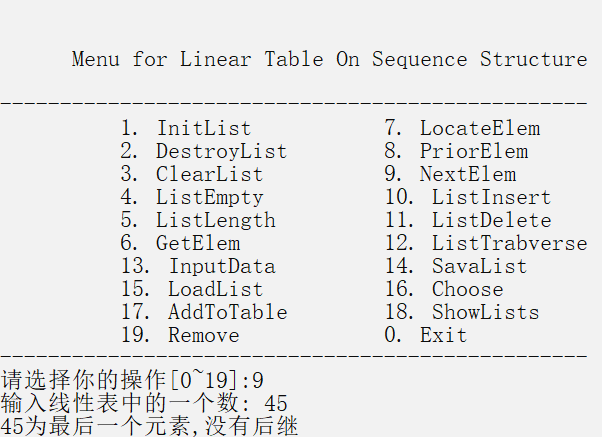 Menu for Linear Table On Sequence Structure
-------------------------------------------------
1. InitList 7. LocateElem
2. DestroyList 8. PriorElem
3. ClearList 9. NextElem
4. ListEmpty 10. ListInsert
5. ListLength 11. ListDelete
6. GetElem 12. ListTrabverse
13. InputData 14. SavaList
15. LoadList 16. Choose
17. AddToTable 18. ShowLists
19. Remove 0. Exit
-------------------------------------------------
请选择你的操作[0~19]:9
输入线性表中的一个数: 45
45为最后一个元素,没有后继